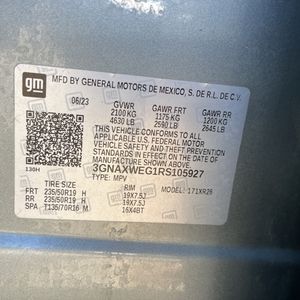 gm
MFD BY GENERAL MOTORS DE MEXICO, S. DE R.L. DE C.V.
06/23 GVWR GAWR FRT GAWR RR
2100 KG 1175 KG 1200 KG
4630 LB 2590 LB 2645 LB
THIS VEHICLE CONFORMS TO ALL APPLICABLE
U.S. FEDERAL MOTOR VEHICLE SAFETY
STANDARDS IN EFFECT ON THE DATE OF
MANUFACTURE SHOWN ABOVE.
3GNAXWEG1RS105927
130H TYPE: MPV MODEL: 1XR26
TIRE SIZE RIM
FRT 235/50R19 H 19X7.5J
RR 235/50R19 H 19X7.5J
SPA T135/70R16 M 16X4BT